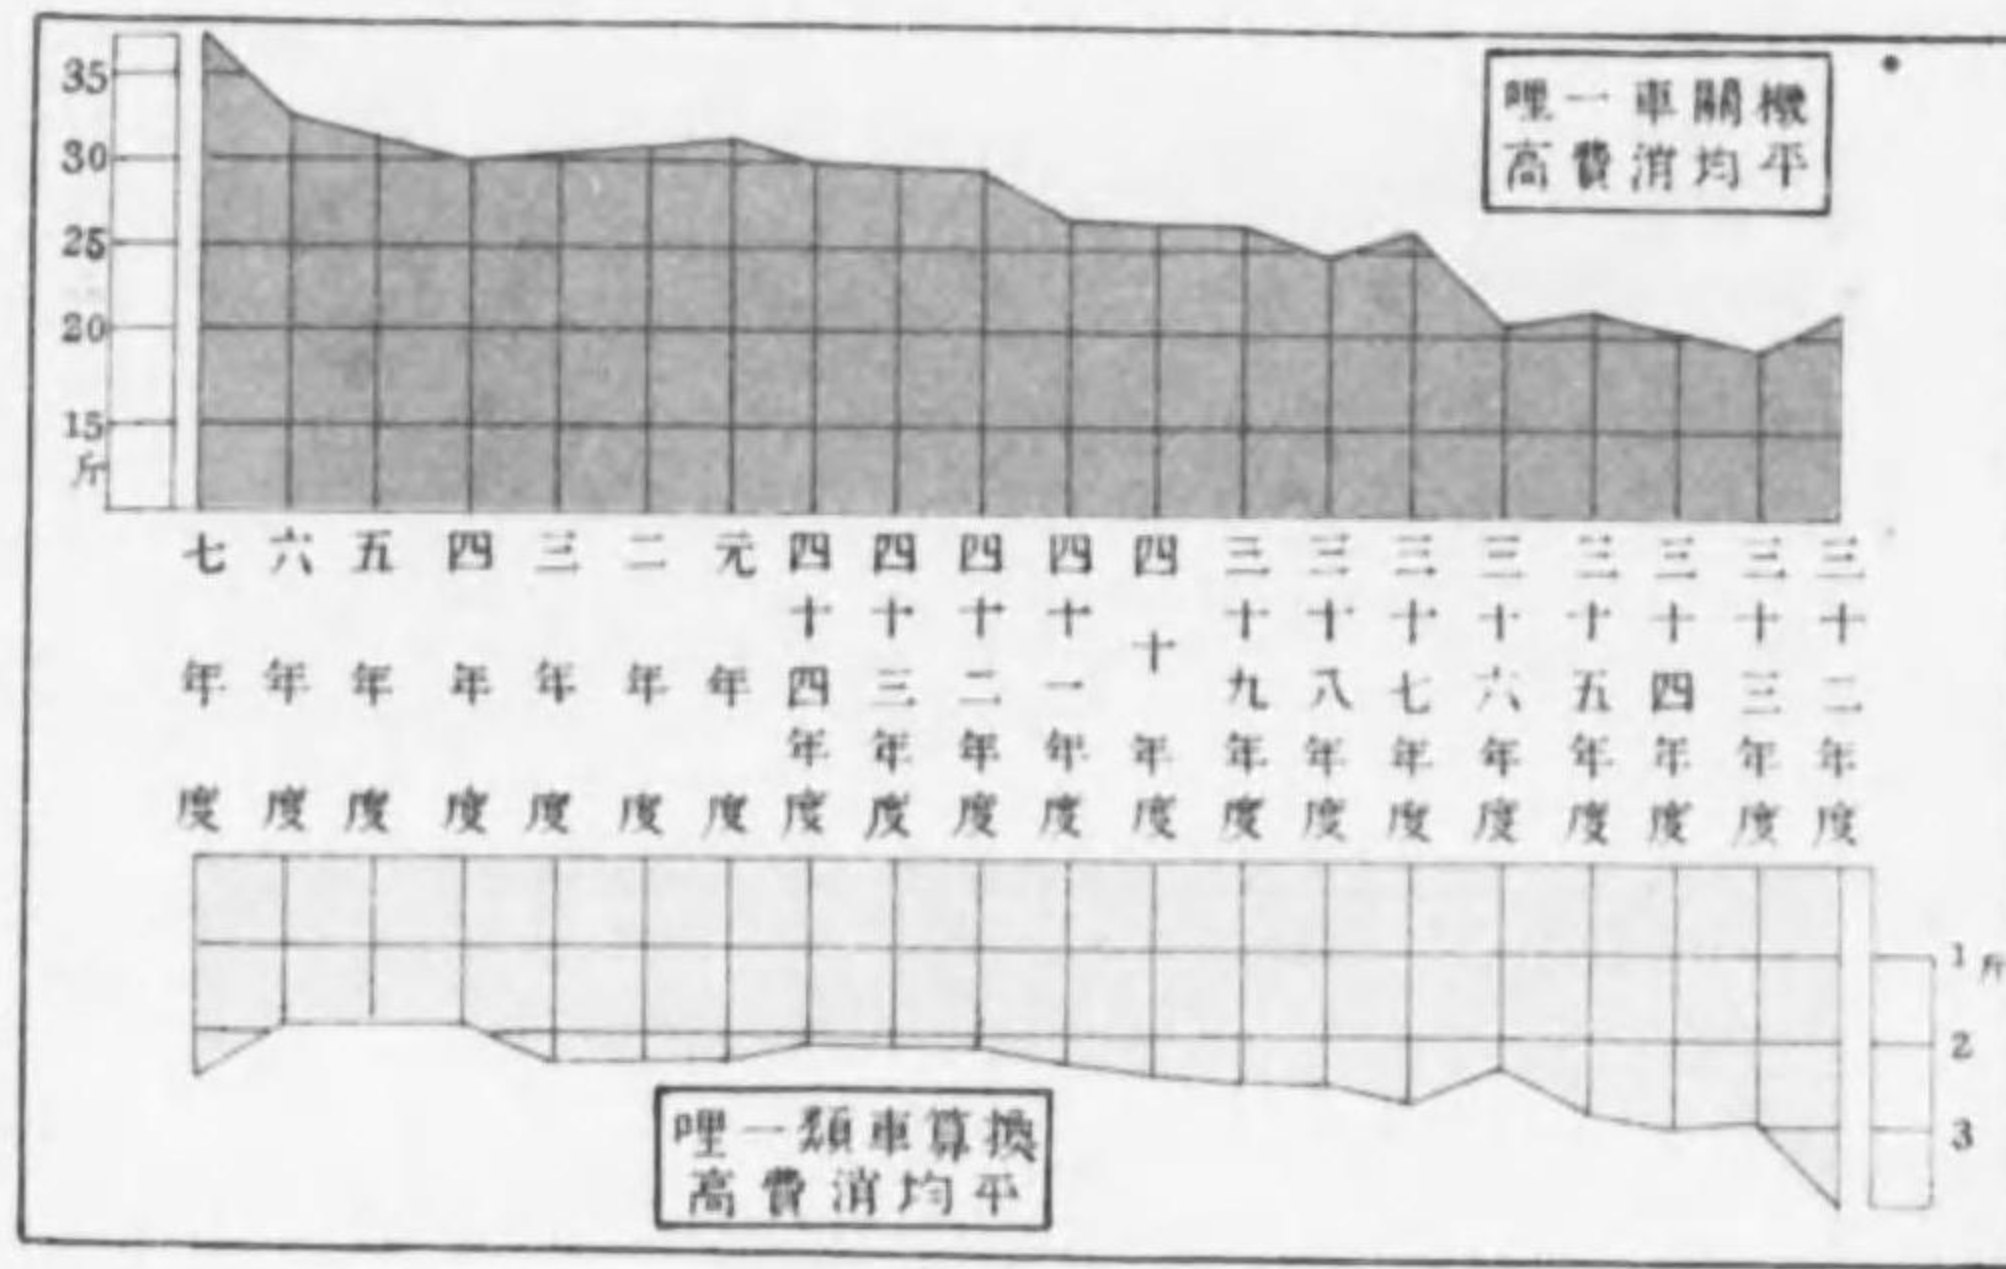 機關車一哩
平均消費高
35
30
25
20
15
斤
三十二年度
三十三年度
三十四年度
三十五年度
三十六年度
三十七年度
三十八年度
三十九年度
四十年度
四十一年度
四十二年度
四十三年度
四十四年度
元年度
二年度
三年度
四年度
五年度
六年度
七年度
1斤
2
3
換算車類一哩
平均消費高